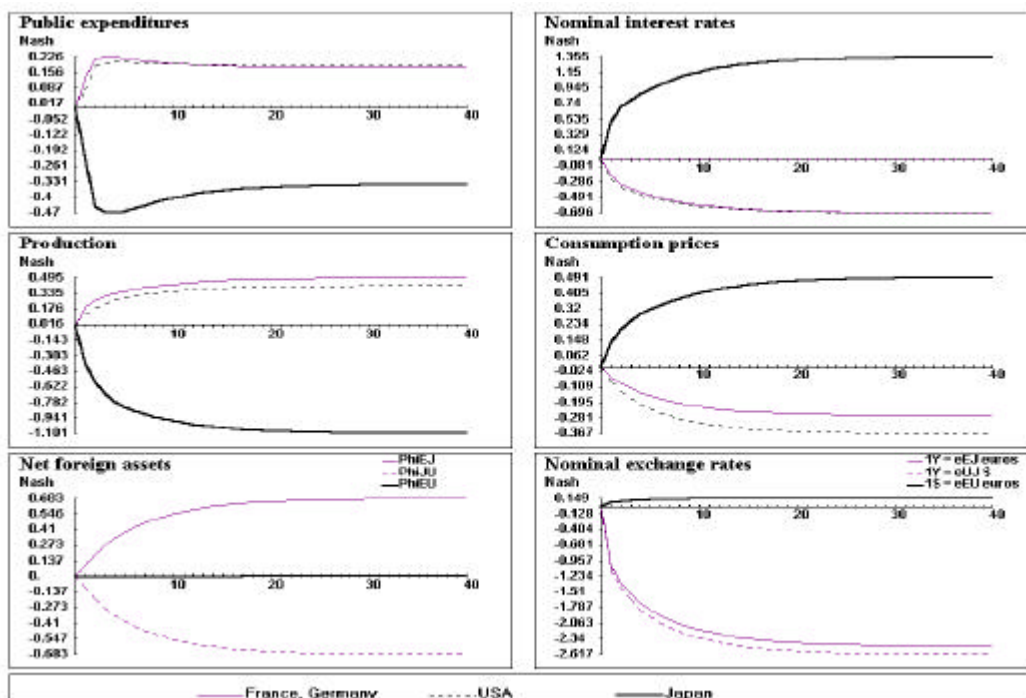 Public expenditures
Nash
0.226
0.156
0.087
0.017
-0.052
-0.122
-0.192
-0.261
-0.331
-0.4
-0.47
10 20 30 40
Nominal interest rates
Nash
1.355
1.15
0.945
0.74
0.535
0.329
0.124
-0.081
-0.286
-0.491
-0.696
10 20 30 40
Production
Nash
0.495
0.335
0.176
0.016
-0.143
-0.303
-0.463
-0.622
-0.782
-0.941
-1.101
10 20 30 40
Consumption prices
Nash
0.491
0.405
0.32
0.234
0.148
0.062
-0.024
-0.109
-0.195
-0.281
-0.367
10 20 30 40
Net foreign assets
Nash
PhiEJ
PhiJU
PhiEU
0.683
0.546
0.41
0.273
0.137
0.
-0.137
-0.273
-0.41
-0.547
-0.683
10 20 30 40
Nominal exchange rates
Nash
1Y = eEJ euros
1Y = eUJ $
1$ = eEU euros
0.149
-0.128
-0.404
-0.681
-0.957
-1.234
-1.51
-1.787
-2.063
-2.34
-2.617
10 20 30 40
France, Germany USA Japan